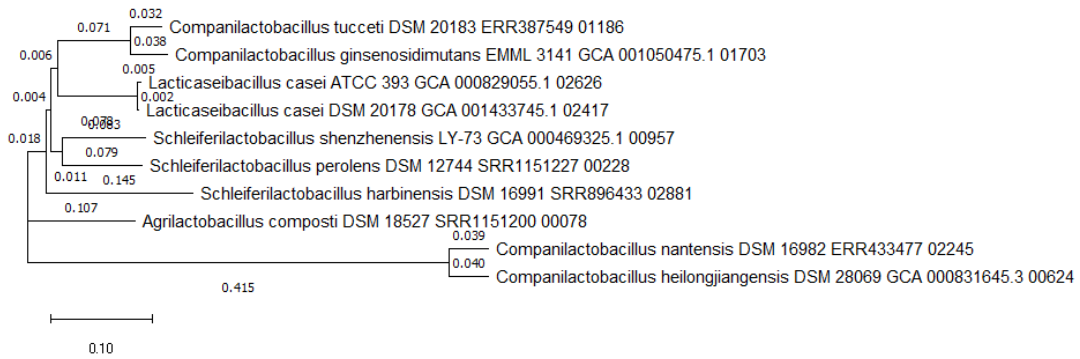 0.032
0.071
Companilactobacillus tucceti DSM 20183 ERR387549 01186
0.038
0.006
Companilactobacillus ginsenosidimutans EMML 3141 GCA 001050475.1 01703
0.005
Lacticaseibacillus casei ATCC 393 GCA 000829055.1 02626
0.004
0.002
Lacticaseibacillus casei DSM 20178 GCA 001433745.1 02417
0.083
0.018
Schleiferilactobacillus shenzhenensis LY-73 GCA 000469325.1 00957
0.079
Schleiferilactobacillus perolens DSM 12744 SRR1151227 00228
0.011
0.145
Schleiferilactobacillus harbinensis DSM 16991 SRR896433 02881
0.107
Agrilactobacillus composti DSM 18527 SRR1151200 00078
0.039
Companilactobacillus nantensis DSM 16982 ERR433477 02245
0.040
Companilactobacillus heilongjiangensis DSM 28069 GCA 000831645.3 00624
0.415
0.10